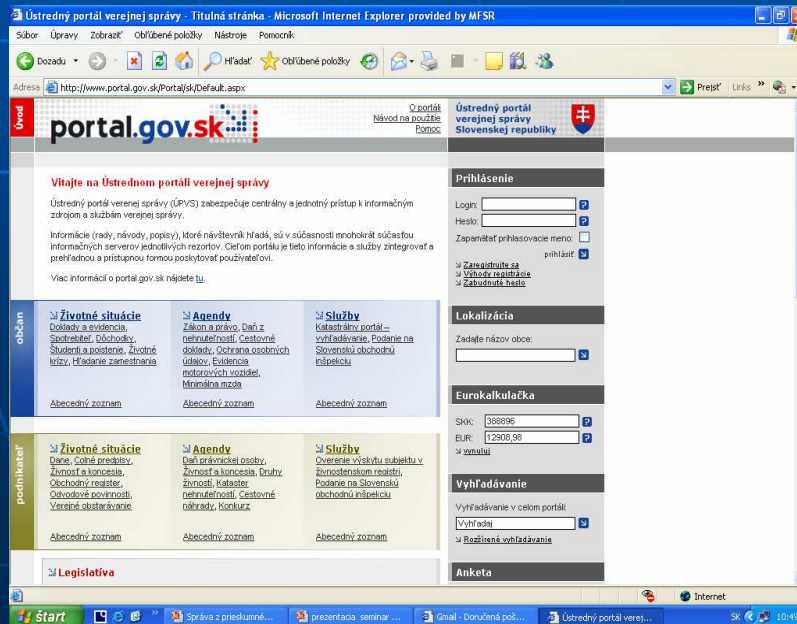 Ústredný portál verejnej správy - Titulná stránka - Microsoft Internet Explorer provided by MFSR
Súbor Úpravy Zobraziť Obľúbené položky Nástroje Pomocník
Dozadu Hľadať Obľúbené položky
Adresa http://www.portal.gov.sk/Portal/sk/Default.aspx Prejsť Links
Úvod
portal.gov.sk
O portáli
Návod na použitie
Pomoc
Ústredný portál
verejnej správy
Slovenskej republiky
Vitajte na Ústrednom portáli verejnej správy
Ústredný portál verenej správy (ÚPVS) zabezpečuje centrálny a jednotný prístup k informačným
zdrojom a službám verejnej správy.
Informácie (rady, návody, popisy), ktoré návštevník hľadá, sú v súčasnosti mnohokrát súčasťou
informačných serverov jednotlivých rezortov. Cieľom portálu je tieto informácie a služby zintegrovať a
prehľadnou a prístupnou formou poskytovať používateľovi.
Viac informácií o portal.gov.sk nájdete tu.
občan
Životné situácie
Doklady a evidencia,
Spotrebiteľ, Dôchodky,
Študenti a poistenie, Životné
krízy, Hľadanie zamestnania
Abecedný zoznam
Agendy
Zákon a právo, Daň z
nehnuteľností, Cestovné
doklady, Ochrana osobných
údajov, Evidencia
motorových vozidiel,
Minimálna mzda
Abecedný zoznam
Služby
Katastrálny portál –
vyhľadávanie, Podanie na
Slovenskú obchodnú
inšpekciu
podnikateľ
Životné situácie
Dane, Colné predpisy,
Živnosť a koncesia,
Obchodný register,
Odvodové povinnosti,
Verejné obstarávanie
Abecedný zoznam
Agendy
Daň právnickej osoby,
Živnosť a koncesia, Druhy
živností, Kataster
nehnuteľností, Cestovné
náhrady, Konkurz
Abecedný zoznam
Služby
Overenie výskytu subjektu v
živnostenskom registri,
Podanie na Slovenskú
obchodnú inšpekciu
Abecedný zoznam
Legislatíva
Prihlásenie
Login:
Heslo:
Zapamätať prihlasovacie meno:
prihlásiť
Zaregistrujte sa
Výhody registrácie
Zabudnuté heslo
Lokalizácia
Zadajte názov obce:
Eurokalkulačka
SKK: 388896
EUR: 12908,98
vynuluj
Vyhľadávanie
Vyhľadávanie v celom portáli:
Vyhľadaj
Rozšírené vyhľadávanie
Anketa
Internet
štart
Správa z prieskumné...
prezentacia seminar ...
Gmail - Doručená poš...
Ústredný portál verej...
SK
10:49